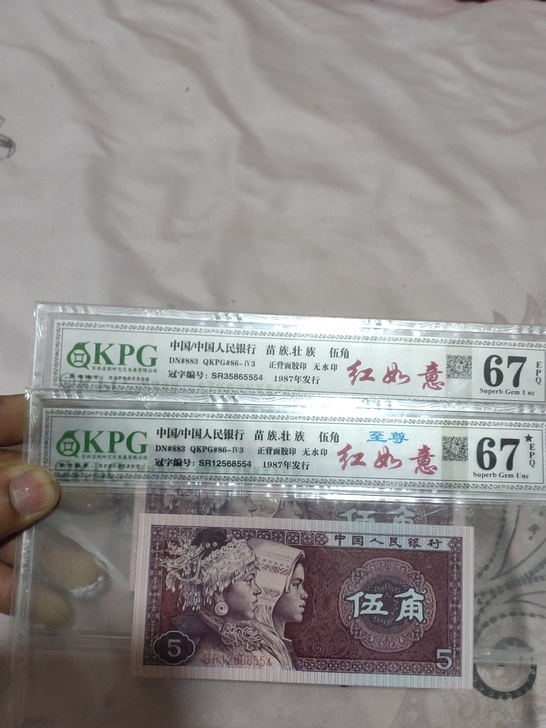 KPG
中国/中国人民银行 苗族.壮族 伍角
DN#883 QKPG#86-Ⅳ3 正背面胶印 无水印
冠字编号: SR35865554 1987年发行
红如意
67
EPQ
Superb Gem Unc
KPG
中国/中国人民银行 苗族.壮族 伍角
DN#883 QKPG#86-Ⅳ3 正背面胶印 无水印
冠字编号: SR12568554 1987年发行
至尊
红如意
67★
EPQ
Superb Gem Unc
伍角
中国人民银行
伍角
5
5